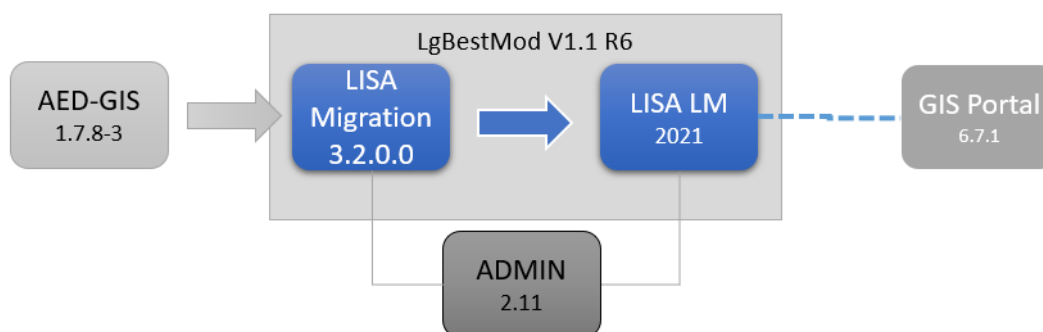 LgBestMod V1.1 R6
AED-GIS
1.7.8-3
LISA
Migration
3.2.0.0
LISA LM
2021
GIS Portal
6.7.1
ADMIN
2.11